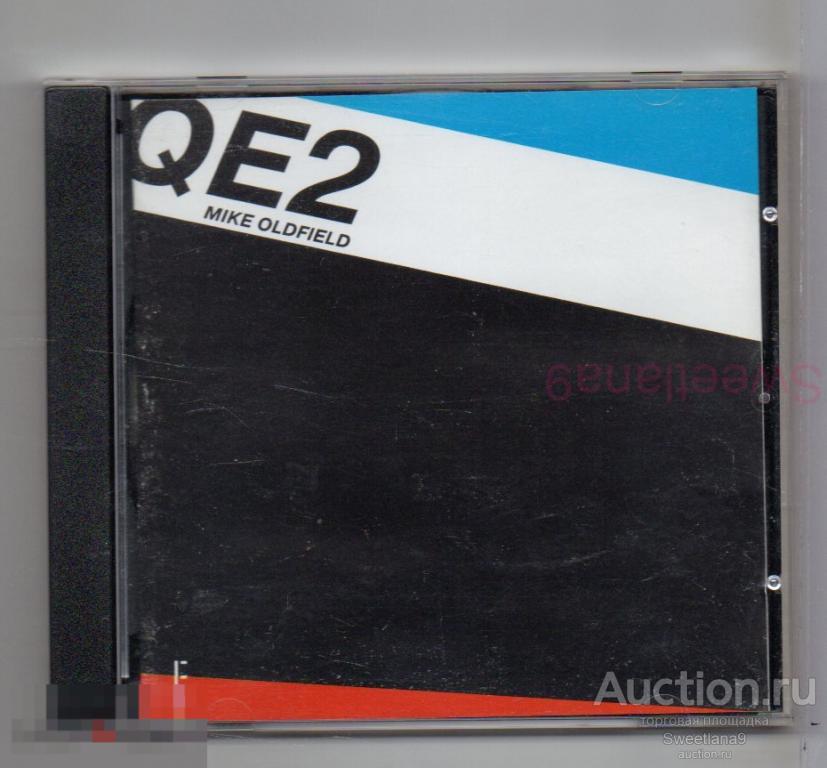 QE2
MIKE OLDFIELD
Sweetlana9
E
Auction.ru
торговая площадка
Sweetlana9
auction.ru